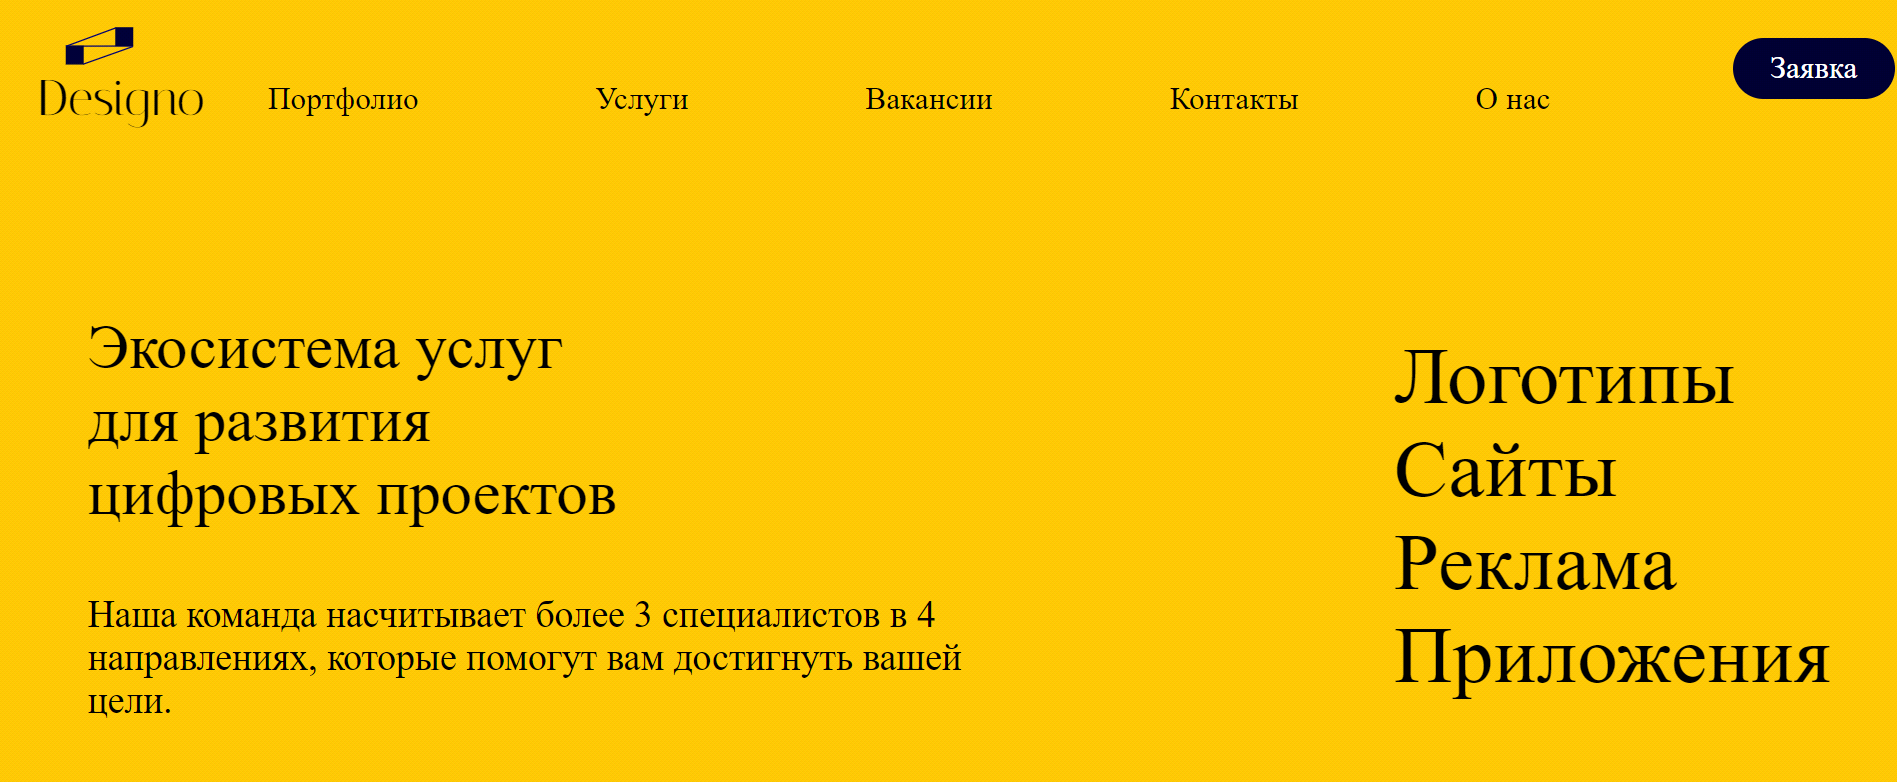 Designo
Портфолио
Услуги
Вакансии
Контакты
О нас
Заявка
Экосистема услуг
для развития
цифровых проектов
Наша команда насчитывает более 3 специалистов в 4
направлениях, которые помогут вам достигнуть вашей
цели.
Логотипы
Сайты
Реклама
Приложения